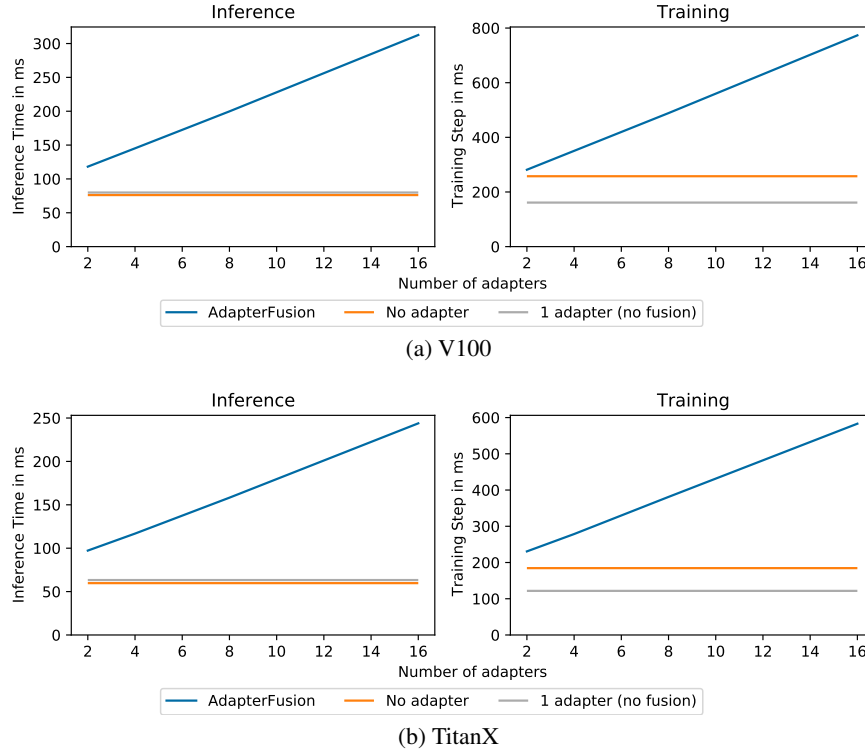 Inference
Training
300
250
200
150
100
50
0
Inference Time in ms
800
600
400
200
0
Training Step in ms
2 4 6 8 10 12 14 16
2 4 6 8 10 12 14 16
Number of adapters
AdapterFusion No adapter 1 adapter (no fusion)
(a) V100
Inference
Training
250
200
150
100
50
0
Inference Time in ms
600
500
400
300
200
100
0
Training Step in ms
2 4 6 8 10 12 14 16
2 4 6 8 10 12 14 16
Number of adapters
AdapterFusion No adapter 1 adapter (no fusion)
(b) TitanX